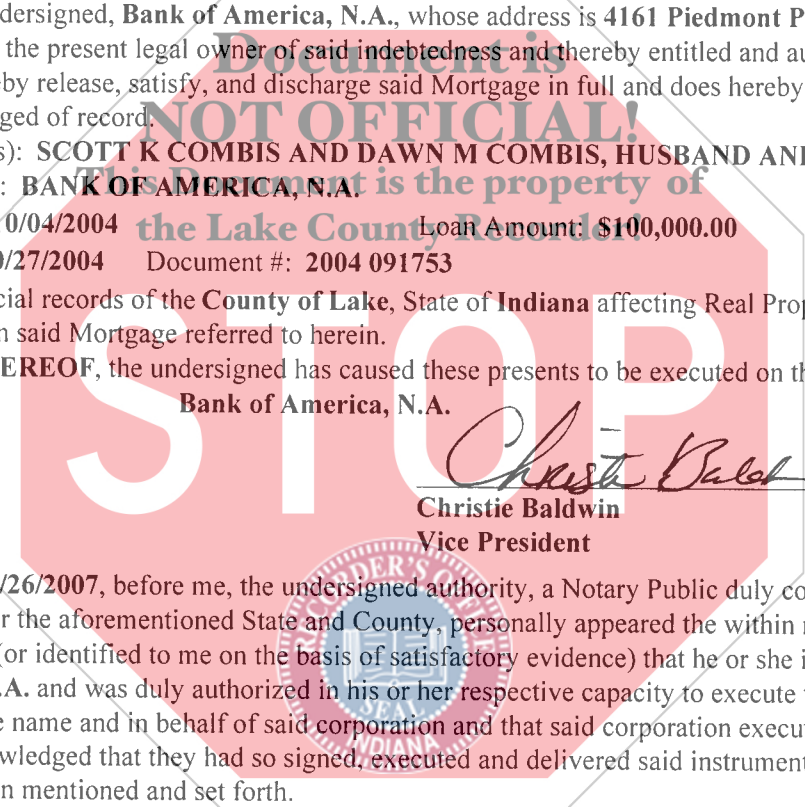 dersigned, Bank of America, N.A., whose address is 4161 Piedmont P
Document is
the present legal owner of said indebtedness and thereby entitled and au
by release, satisfy, and discharge said Mortgage in full and does hereby
ged of record.
NOT OFFICIAL!
s): SCOTT K COMBIS AND DAWN M COMBIS, HUSBAND AND
This Document is the property of
: BANK OF AMERICA, N.A.
0/04/2004 Loan Amount: $100,000.00
the Lake County Recorder!
/27/2004 Document #: 2004 091753
cial records of the County of Lake, State of Indiana affecting Real Prop
n said Mortgage referred to herein.
EREOF, the undersigned has caused these presents to be executed on th
STOP
Bank of America, N.A.
Christie Bald
Christie Baldwin
Vice President
/26/2007, before me, the undersigned authority, a Notary Public duly co
r the aforementioned State and County, personally appeared the within
(or identified to me on the basis of satisfactory evidence) that he or she i
.A. and was duly authorized in his or her respective capacity to execute
e name and in behalf of said corporation and that said corporation execu
wledged that they had so signed, executed and delivered said instrument
n mentioned and set forth.
RECORDER'S OFFICE
SEAL
INDIANA